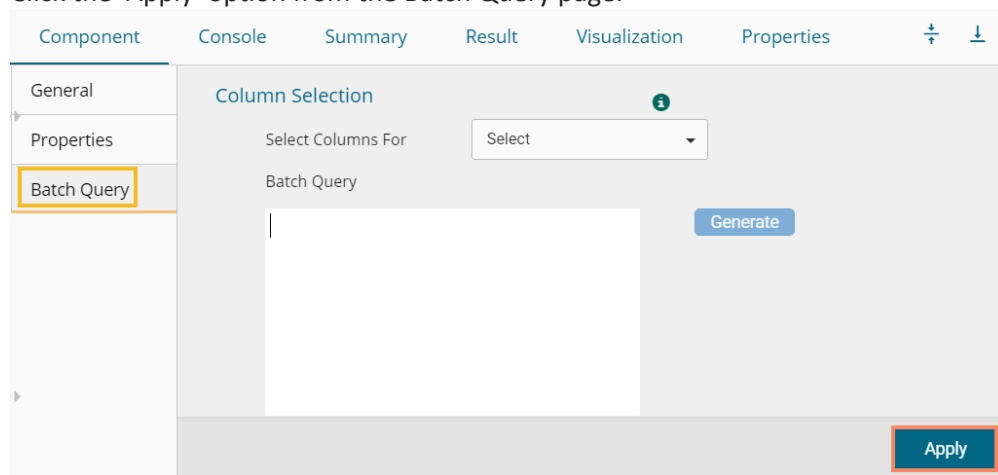 Click the 'Apply' option from the Batch Query page.
Component Console Summary Result Visualization Properties
General
Column Selection
Properties
Select Columns For Select
Batch Query
Batch Query
Generate
Apply